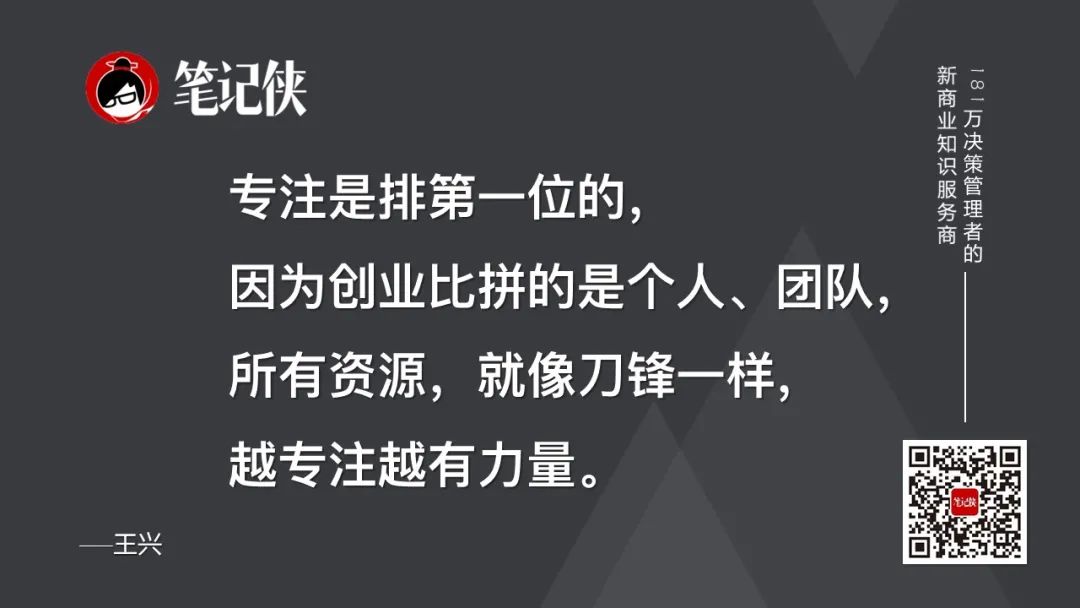 笔记侠
181万决策管理者的
新商业知识服务商
专注是排第一位的，
因为创业比拼的是个人、团队，
所有资源，就像刀锋一样，
越专注越有力量。
——王兴
笔记侠